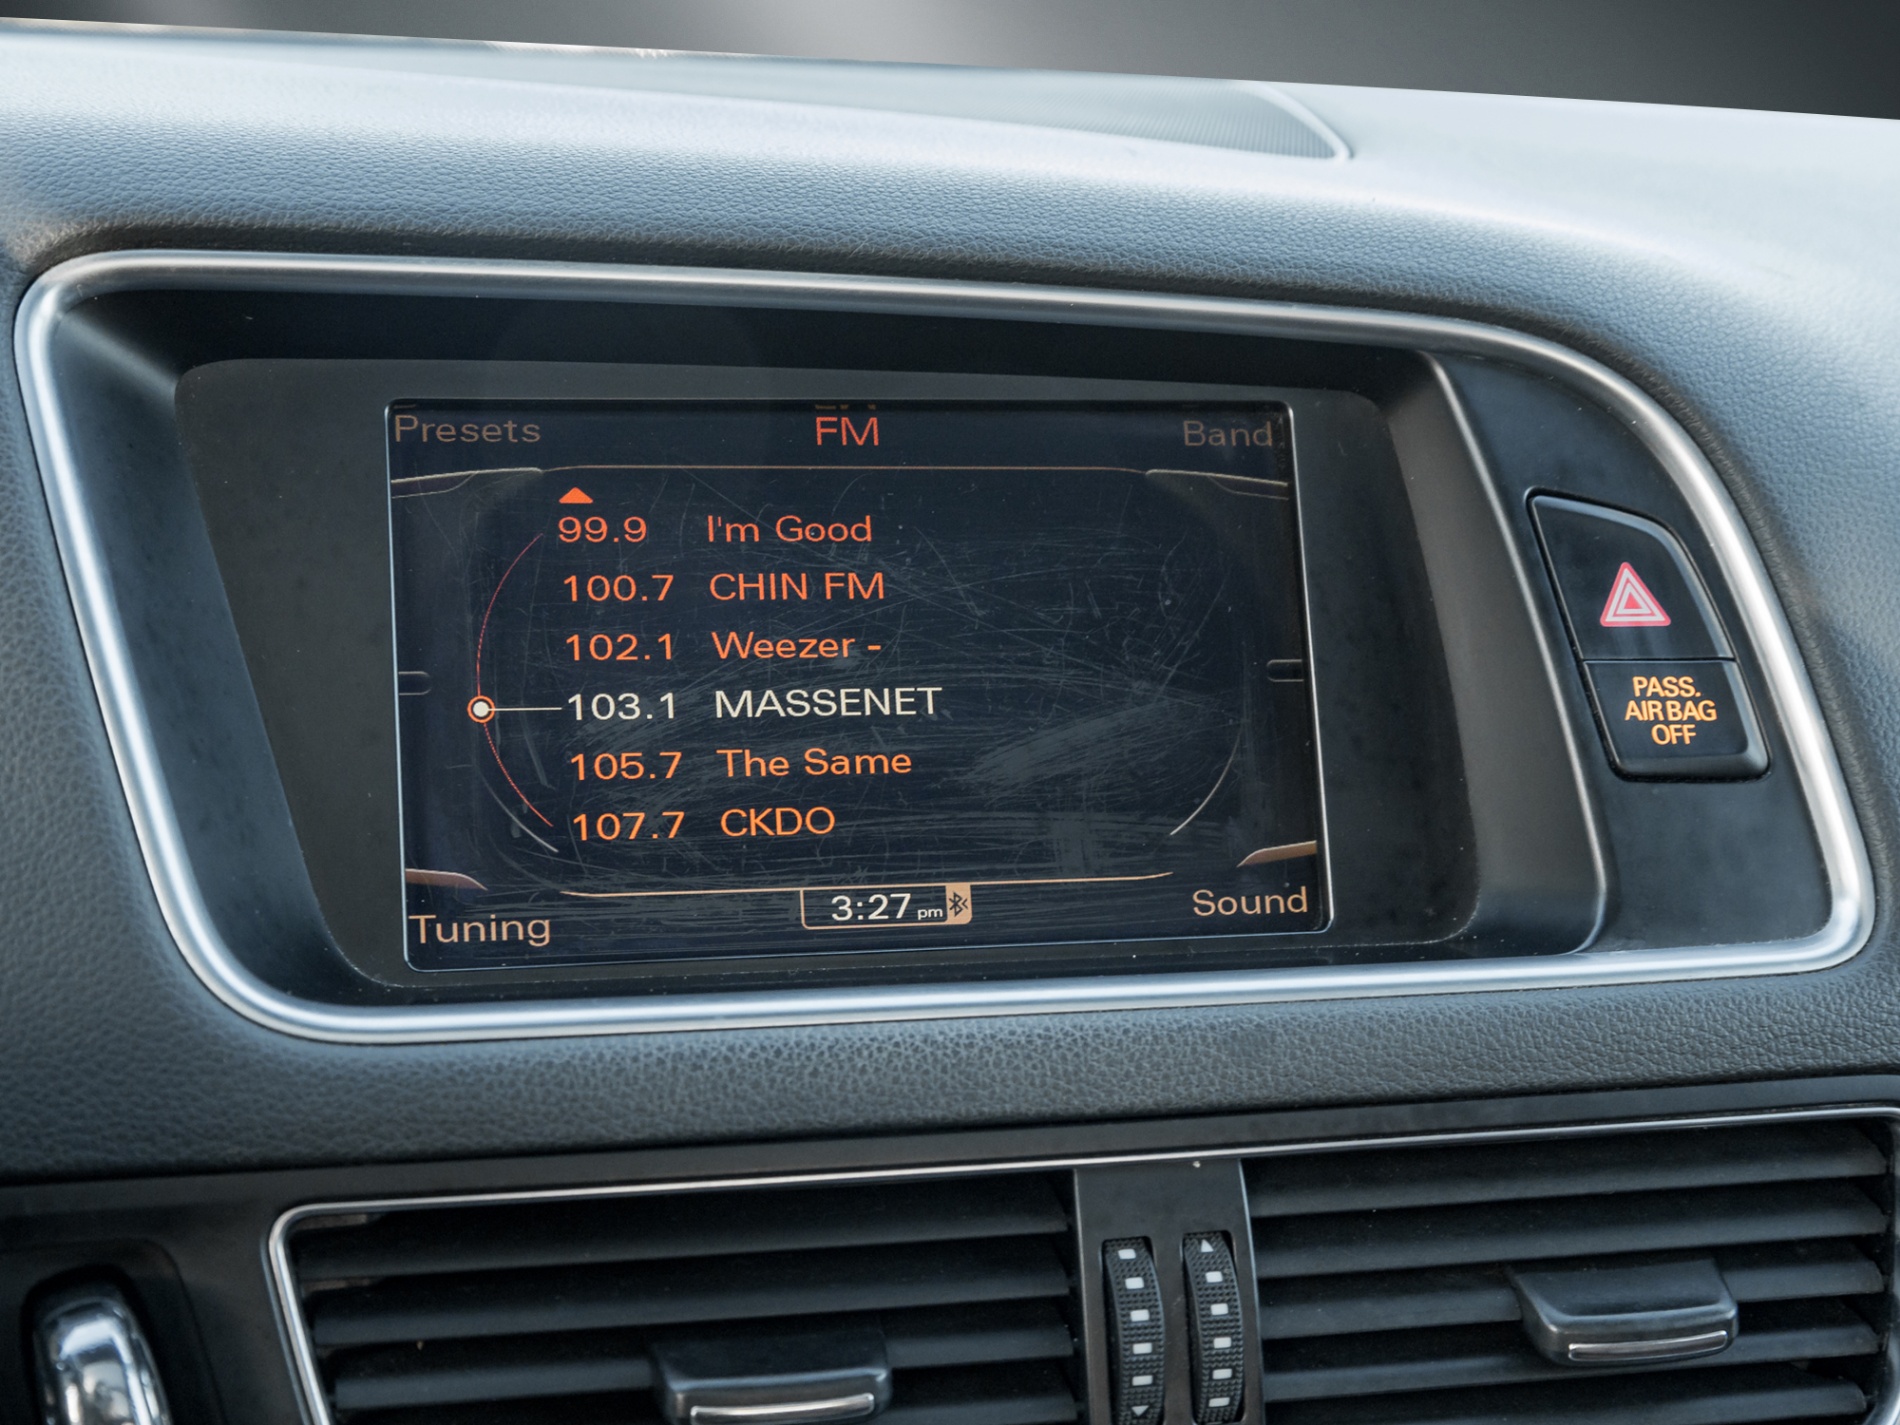 Presets FM Band
99.9 I'm Good
100.7 CHIN FM
102.1 Weezer -
103.1 MASSENET
105.7 The Same
107.7 CKDO
Tuning 3:27 pm Sound
PASS.
AIR BAG
OFF